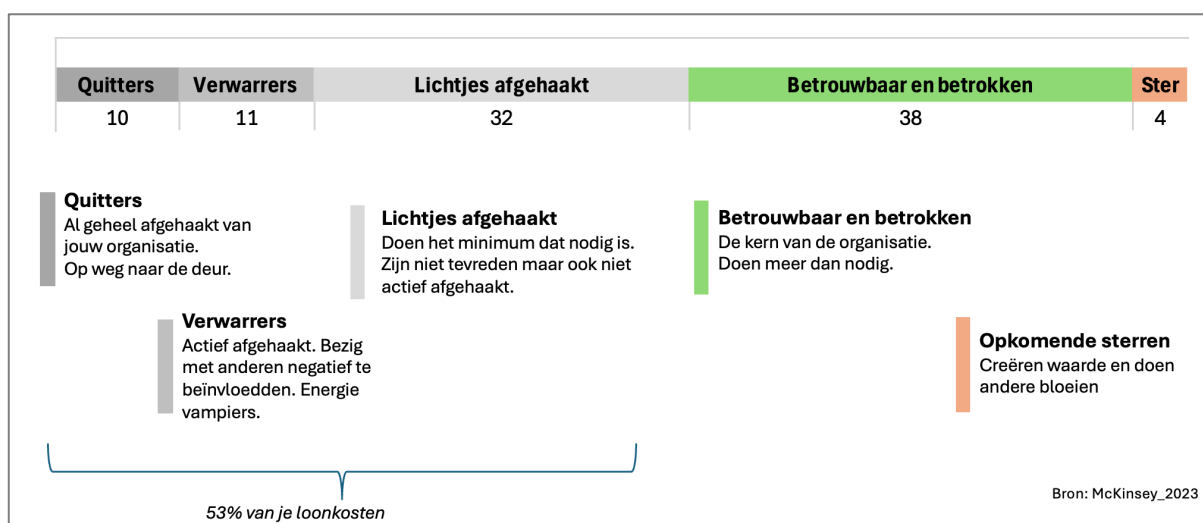 Quitters Verwarrers Lichtjes afgehaakt Betrouwbaar en betrokken Ster
10 11 32 38 4
Quitters
Al geheel afgehaakt van
jouw organisatie.
Op weg naar de deur.
Verwarrers
Actief afgehaakt. Bezig
met anderen negatief te
beïnvloedden. Energie
vampiers.
Lichtjes afgehaakt
Doen het minimum dat nodig is.
Zijn niet tevreden maar ook niet
actief afgehaakt.
Betrouwbaar en betrokken
De kern van de organisatie.
Doen meer dan nodig.
Opkomende sterren
Creëren waarde en doen
andere bloeien
53% van je loonkosten
Bron: McKinsey_2023